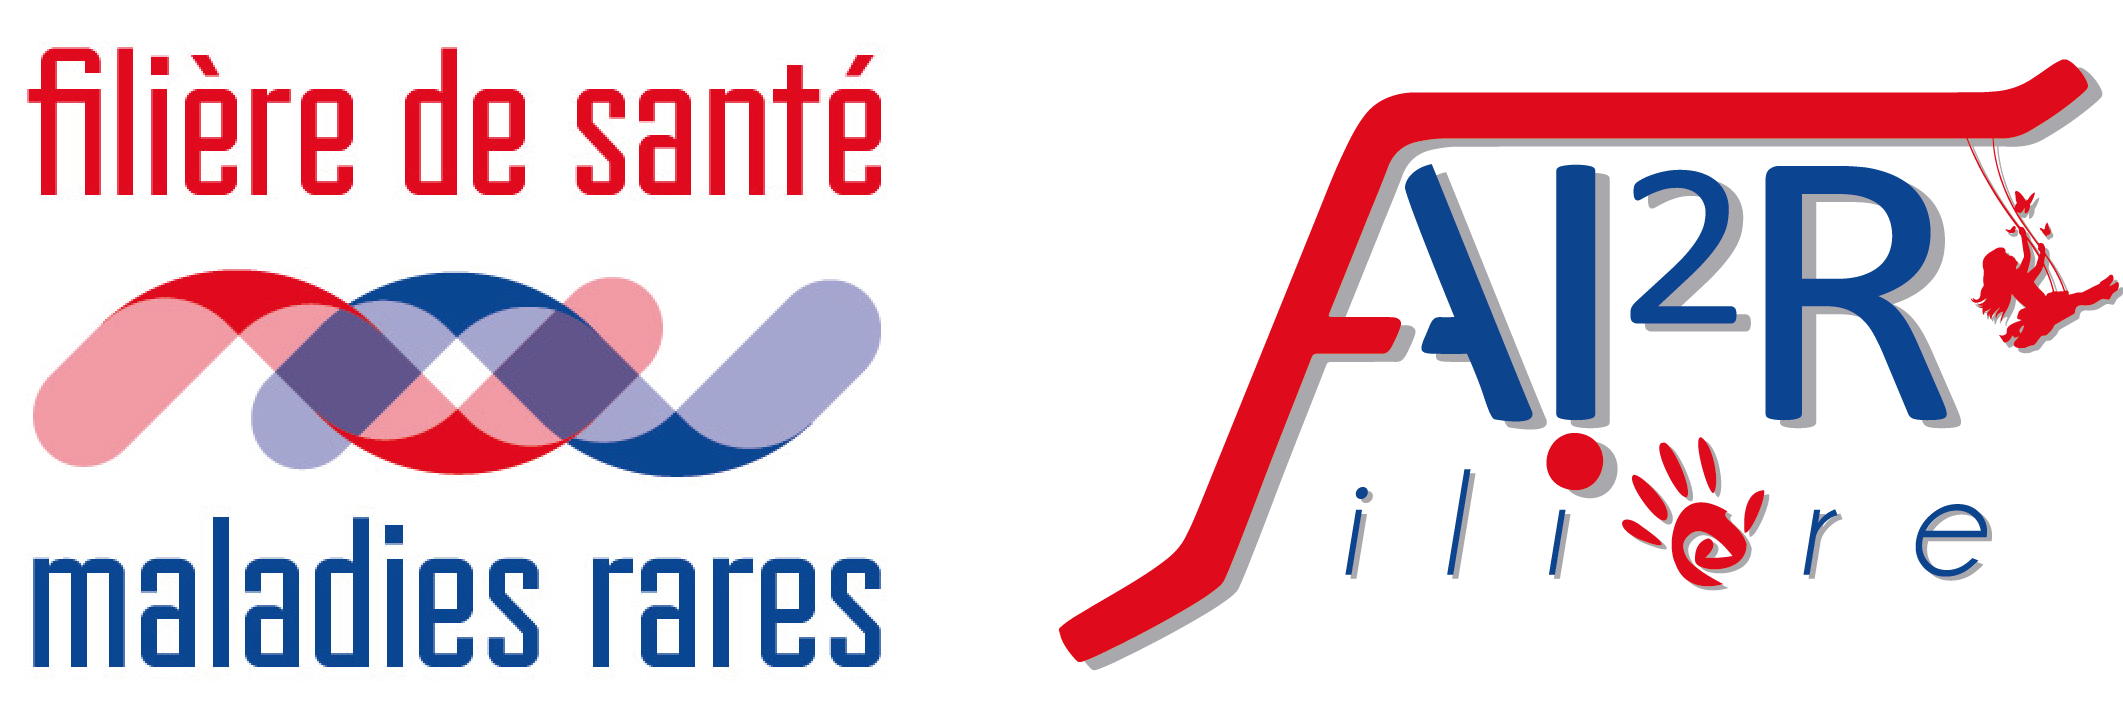 filière de santé
maladies rares
FAI²R
Filière